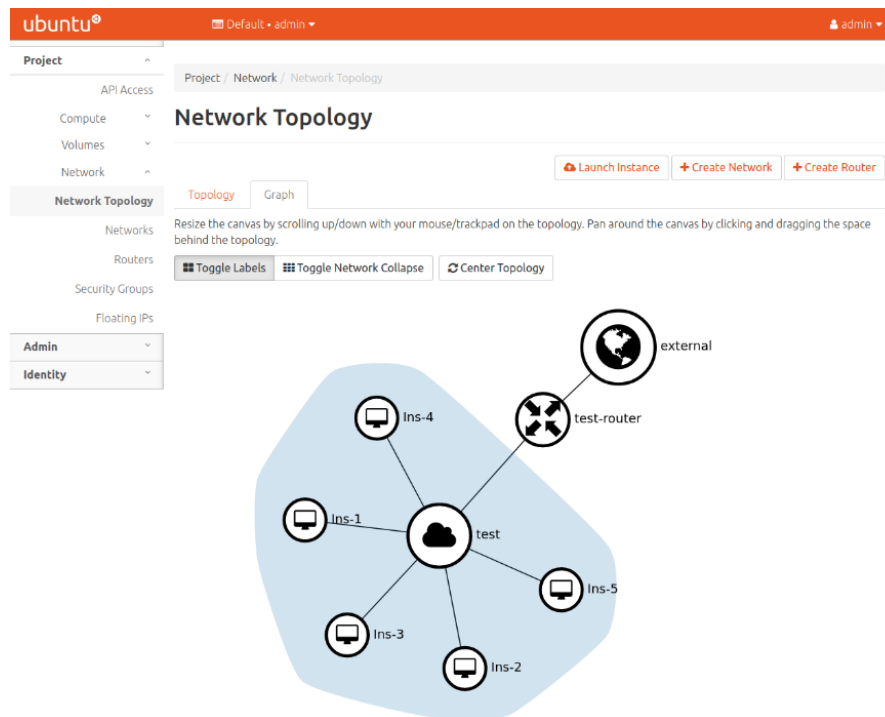 ubuntu
Default • admin
admin
Project
API Access
Compute
Volumes
Network
Network Topology
Networks
Routers
Security Groups
Floating IPs
Admin
Identity
Project / Network / Network Topology
Network Topology
Launch Instance
+ Create Network
+ Create Router
Topology
Graph
Resize the canvas by scrolling up/down with your mouse/trackpad on the topology. Pan around the canvas by clicking and dragging the space
behind the topology.
Toggle Labels
Toggle Network Collapse
Center Topology
external
test-router
Ins-4
Ins-1
test
Ins-5
Ins-3
Ins-2